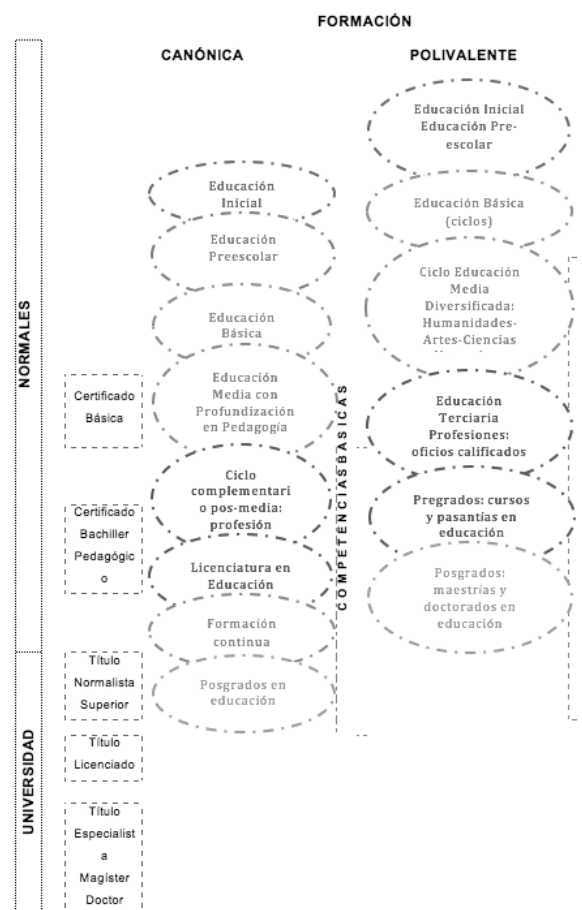 FORMACIÓN
CANÓNICA
POLIVALENTE
NORMALES
UNIVERSIDAD
Certificado
Básica
Certificado
Bachiller
Pedagógic
o
Título
Normalista
Superior
Título
Licenciado
Título
Especialist
a
Magíster
Doctor
Educación
Inicial
Educación
Preescolar
Educación
Básica
Educación
Media con
Profundización
en Pedagogía
Ciclo
complementari
o pos-media:
profesión
Licenciatura en
Educación
Formación
continua
Posgrados en
educación
COMPETENCIAS BASICAS
Educación Inicial
Educación Pre-
escolar
Educación Básica
(ciclos)
Ciclo Educación
Media
Diversificada:
Humanidades-
Artes-Ciencias
Educación
Terciaria
Profesiones:
oficios calificados
Pregrados: cursos
y pasantías en
educación
Posgrados:
maestrías y
doctorados en
educación